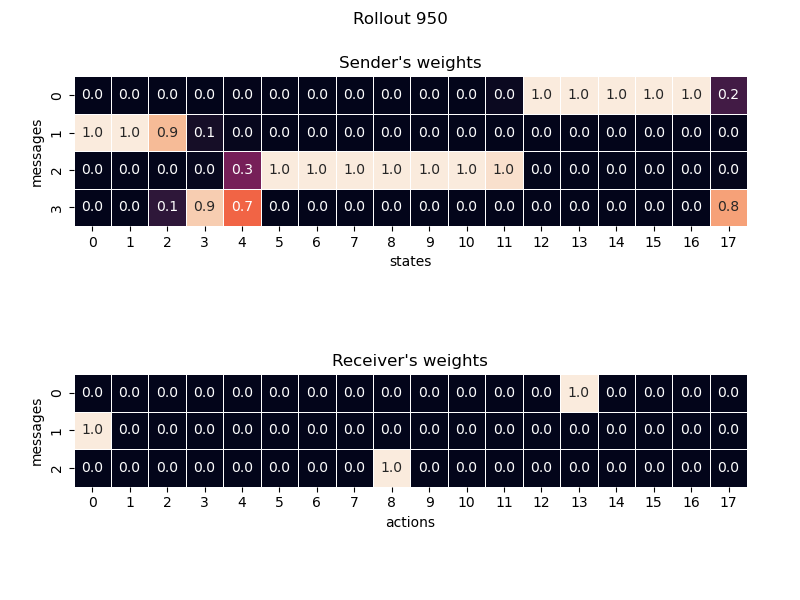 Rollout 950
Sender's weights
0 0.0 0.0 0.0 0.0 0.0 0.0 0.0 0.0 0.0 0.0 0.0 0.0 1.0 1.0 1.0 1.0 1.0 0.2
1 1.0 1.0 0.9 0.1 0.0 0.0 0.0 0.0 0.0 0.0 0.0 0.0 0.0 0.0 0.0 0.0 0.0 0.0
messages
2 0.0 0.0 0.0 0.0 0.3 1.0 1.0 1.0 1.0 1.0 1.0 1.0 0.0 0.0 0.0 0.0 0.0 0.0
3 0.0 0.0 0.1 0.9 0.7 0.0 0.0 0.0 0.0 0.0 0.0 0.0 0.0 0.0 0.0 0.0 0.0 0.8
0 1 2 3 4 5 6 7 8 9 10 11 12 13 14 15 16 17
states
Receiver's weights
0 0.0 0.0 0.0 0.0 0.0 0.0 0.0 0.0 0.0 0.0 0.0 0.0 0.0 1.0 0.0 0.0 0.0 0.0
messages
1 1.0 0.0 0.0 0.0 0.0 0.0 0.0 0.0 0.0 0.0 0.0 0.0 0.0 0.0 0.0 0.0 0.0 0.0
2 0.0 0.0 0.0 0.0 0.0 0.0 0.0 0.0 1.0 0.0 0.0 0.0 0.0 0.0 0.0 0.0 0.0 0.0
0 1 2 3 4 5 6 7 8 9 10 11 12 13 14 15 16 17
actions